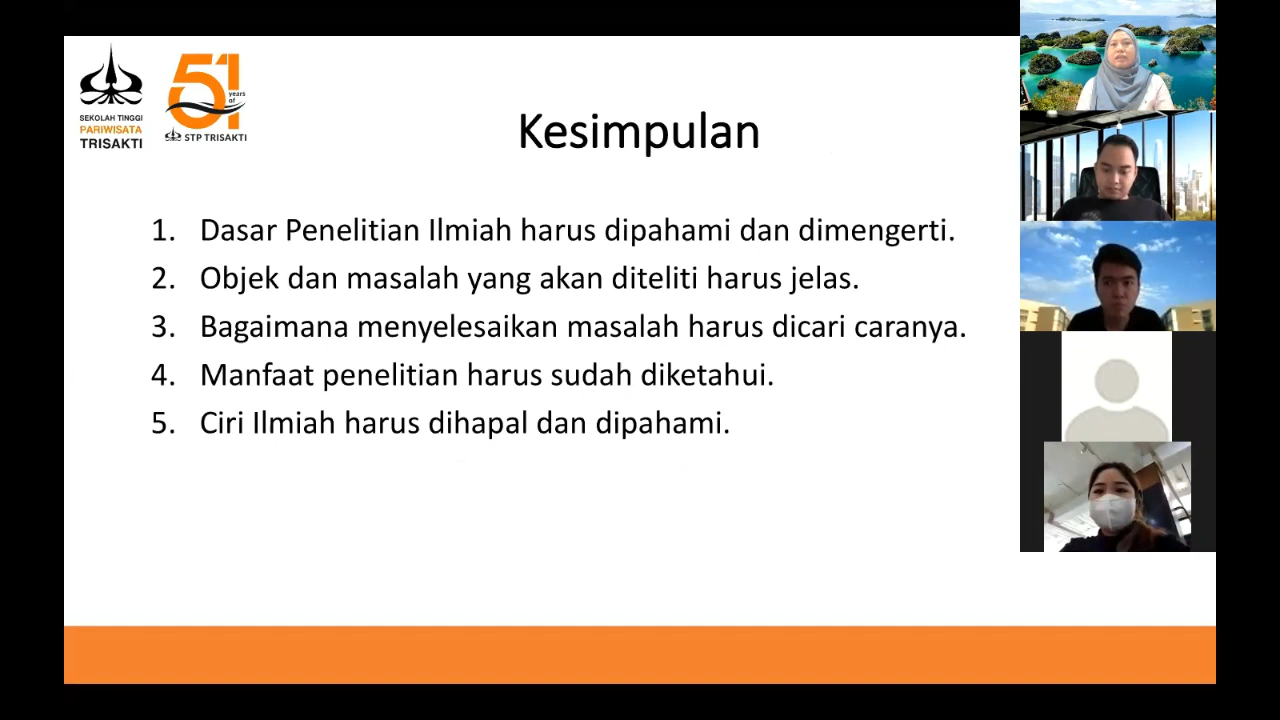 SEKOLAH TINGGI
PARIWISATA
TRISAKTI
51
years
of
STP TRISAKTI
Kesimpulan
1. Dasar Penelitian Ilmiah harus dipahami dan dimengerti.
2. Objek dan masalah yang akan diteliti harus jelas.
3. Bagaimana menyelesaikan masalah harus dicari caranya.
4. Manfaat penelitian harus sudah diketahui.
5. Ciri Ilmiah harus dihapal dan dipahami.